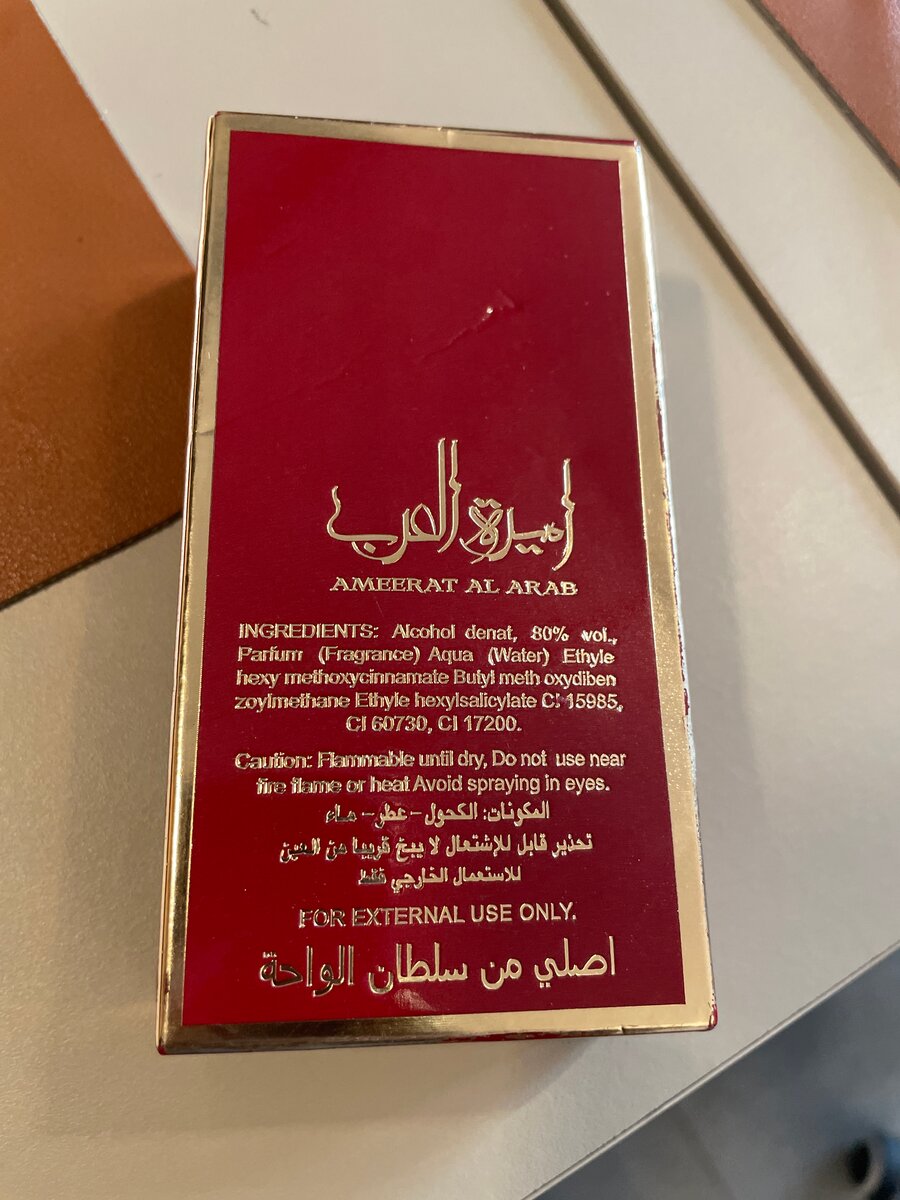 اميرة العرب
AMEERAT AL ARAB
INGREDIENTS: Alcohol denat, 80% vol.,
Parfum (Fragrance) Aqua (Water) Ethyle
hexy methoxycinnamate Butyl meth oxydiben
zoylmethane Ethyle hexylsalicylate CI 15985,
CI 60730, CI 17200.
Caution: Flammable until dry, Do not use near
fire flame or heat Avoid spraying in eyes.
المكونات: الكحول - عطر - ماء
تحذير قابل للإشتعال لا يبخ قريبا من العين
للاستعمال الخارجي فقط
FOR EXTERNAL USE ONLY.
اصلي من سلطان الواحة